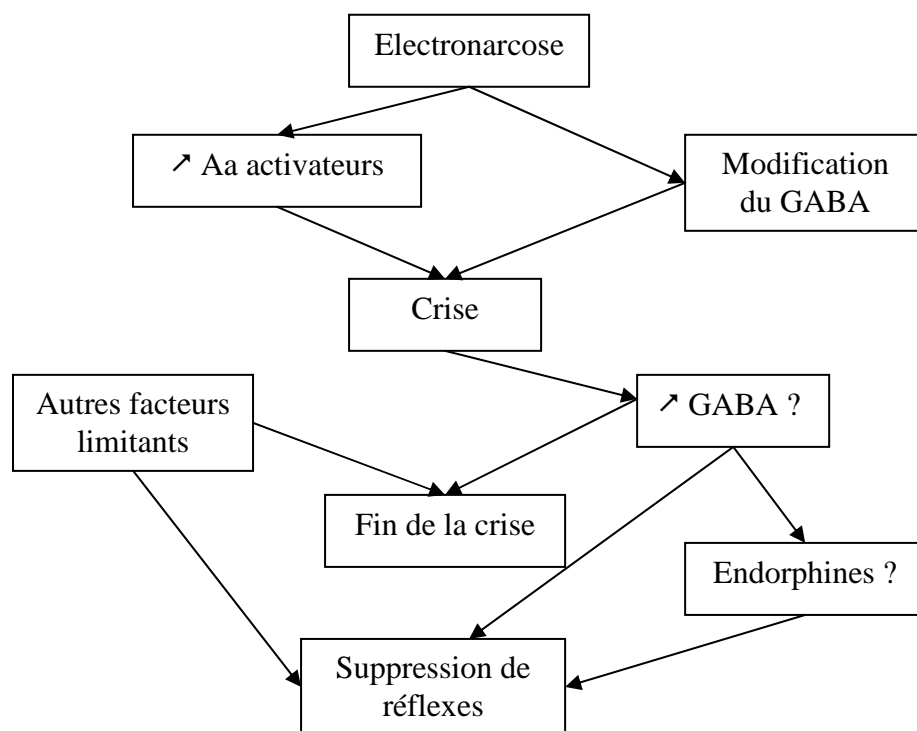 Electronarcose
↗ Aa activateurs
Modification
du GABA
Crise
Autres facteurs
limitants
↗ GABA ?
Fin de la crise
Endorphines ?
Suppression de
réflexes